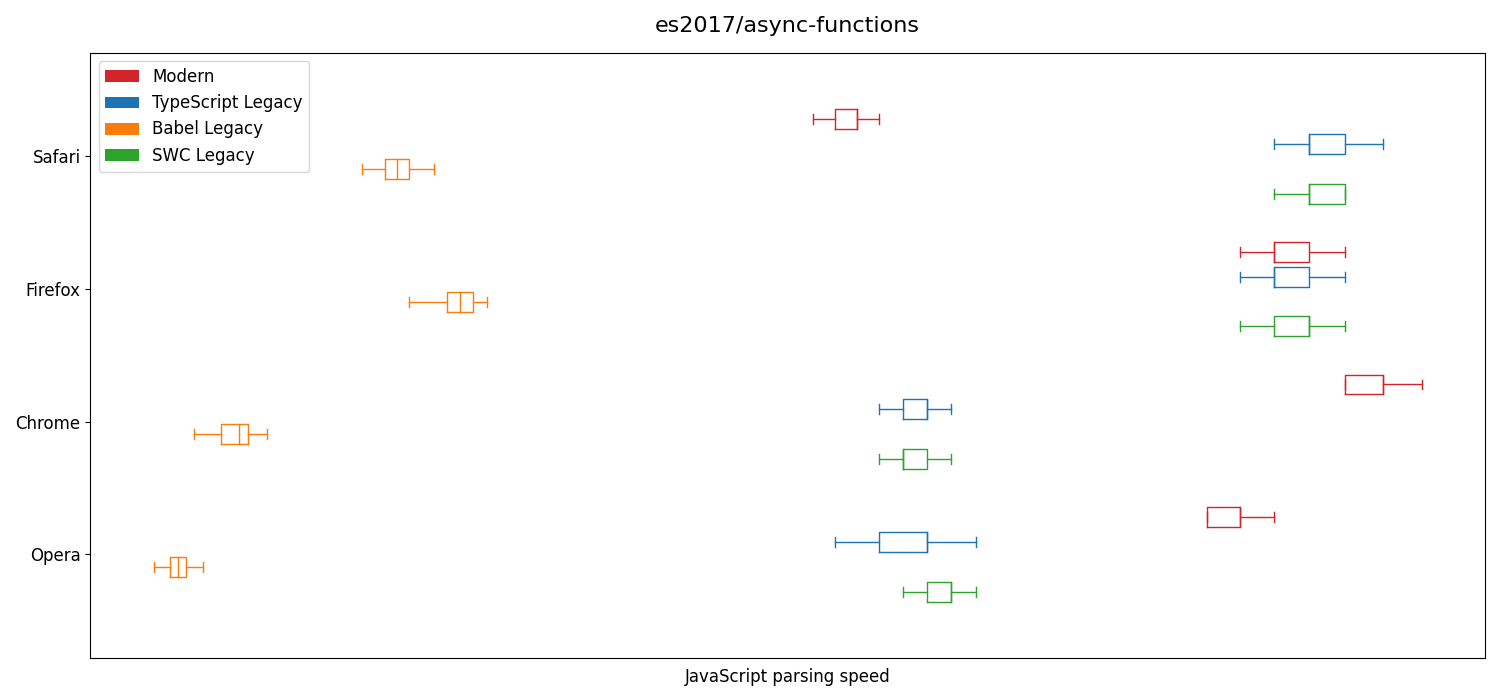 es2017/async-functions
Modern
TypeScript Legacy
Babel Legacy
SWC Legacy
Safari
Firefox
Chrome
Opera
JavaScript parsing speed